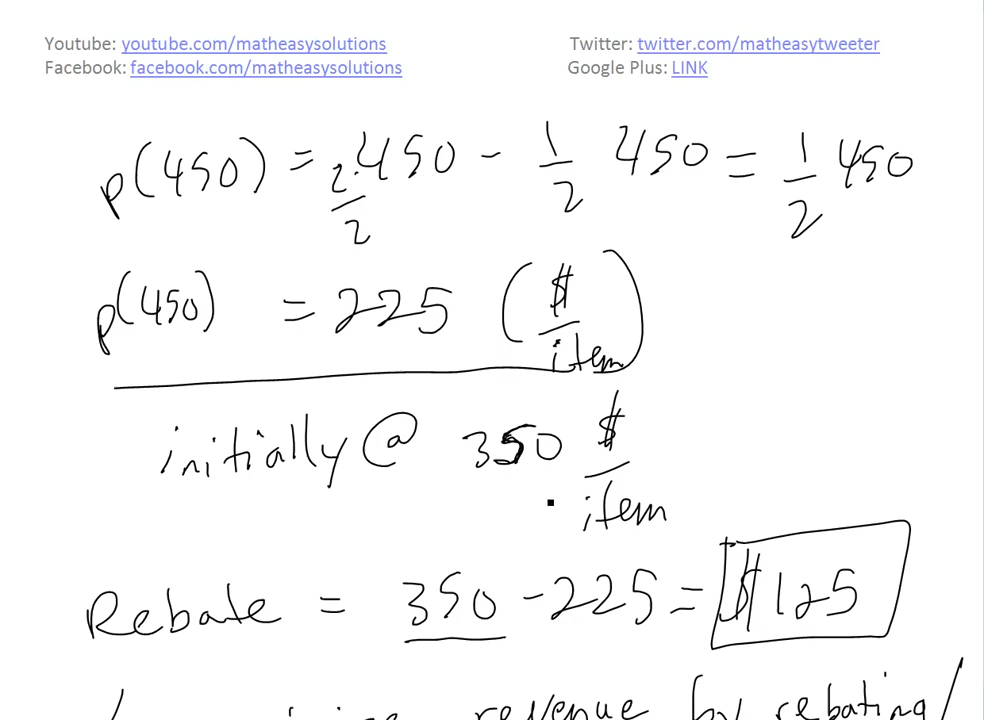 Youtube: youtube.com/matheasysolutions Twitter: twitter.com/matheasytweeter
Facebook: facebook.com/matheasysolutions Google Plus: LINK
p(450) = 2/2 · 450 - 1/2 450 = 1/2 450
p(450) = 225 ($/item)
initially @ 350 $/item
Rebate = 350 - 225 = $125
revenue by rebating